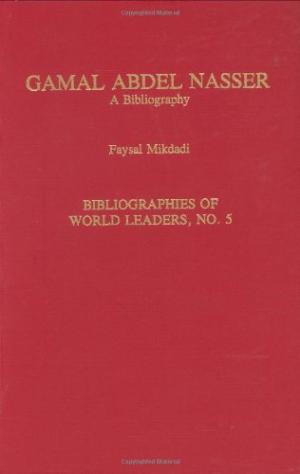 GAMAL ABDEL NASSER
A Bibliography
Faysal Mikdadi
BIBLIOGRAPHIES OF
WORLD LEADERS, NO. 5